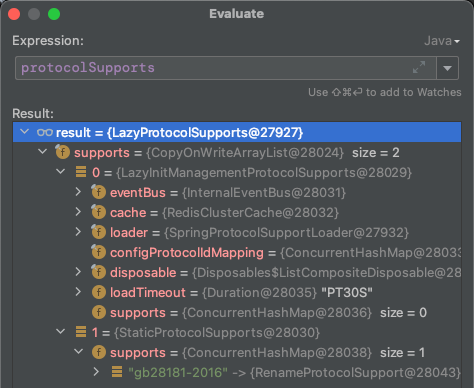 Evaluate
Expression:
Java
protocolSupports
Use ⇧⌘⏎ to add to Watches
Result:
result = {LazyProtocolSupports@27927}
supports = {CopyOnWriteArrayList@28024} size = 2
0 = {LazyInitManagementProtocolSupports@28029}
eventBus = {InternalEventBus@28031}
cache = {RedisClusterCache@28032}
loader = {SpringProtocolSupportLoader@27932}
configProtocolIdMapping = {ConcurrentHashMap@28033
disposable = {Disposables$ListCompositeDisposable@28
loadTimeout = {Duration@28035} "PT30S"
supports = {ConcurrentHashMap@28036} size = 0
1 = {StaticProtocolSupports@28030}
supports = {ConcurrentHashMap@28038} size = 1
"gb28181-2016" -> {RenameProtocolSupport@28043}